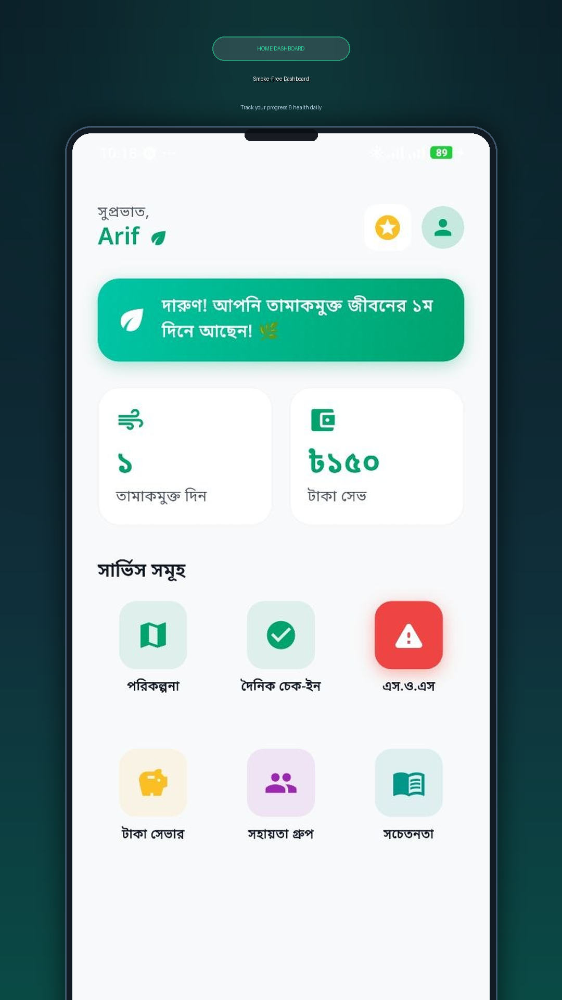 HOME DASHBOARD
Smoke-Free Dashboard
Track your progress & health daily
10:18
89
সুপ্রভাত,
Arif
দারুণ! আপনি তামাকমুক্ত জীবনের ১ম
দিনে আছেন! 🌿
১
তামাকমুক্ত দিন
৳১৫০
টাকা সেভ
সার্ভিস সমূহ
পরিকল্পনা
দৈনিক চেক-ইন
এস.ও.এস
টাকা সেভার
সহায়তা গ্রুপ
সচেতনতা